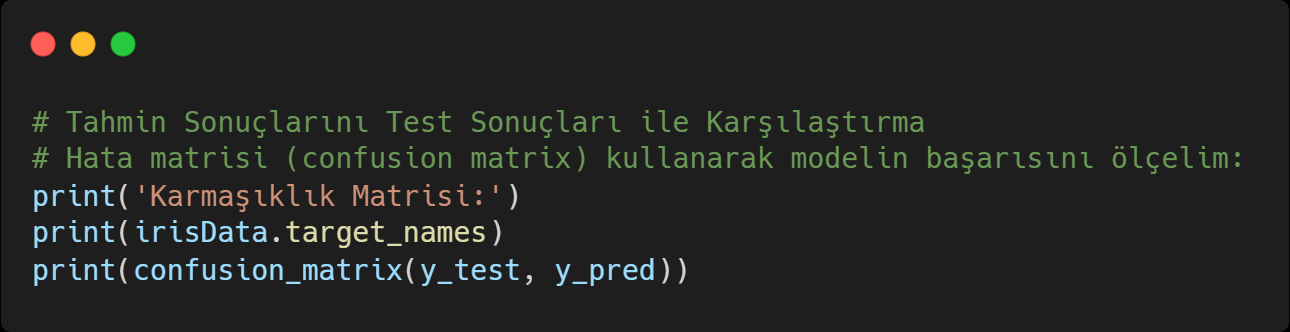 # Tahmin Sonuçlarını Test Sonuçları ile Karşılaştırma
# Hata matrisi (confusion matrix) kullanarak modelin başarısını ölçelim:
print('Karmaşıklık Matrisi:')
print(irisData.target_names)
print(confusion_matrix(y_test, y_pred))